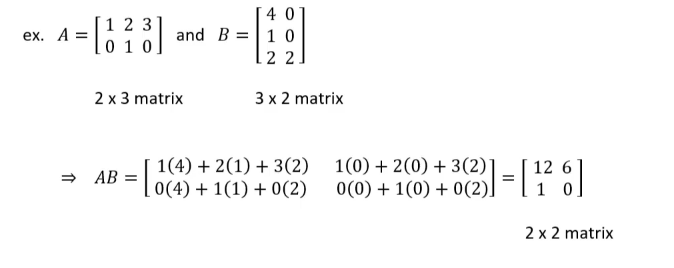 ex. A = [1 2 3; 0 1 0] and B = [4 0; 1 0; 2 2]
2 x 3 matrix 3 x 2 matrix
⇒ AB = [1(4) + 2(1) + 3(2) 1(0) + 2(0) + 3(2); 0(4) + 1(1) + 0(2) 0(0) + 1(0) + 0(2)] = [12 6; 1 0]
2 x 2 matrix